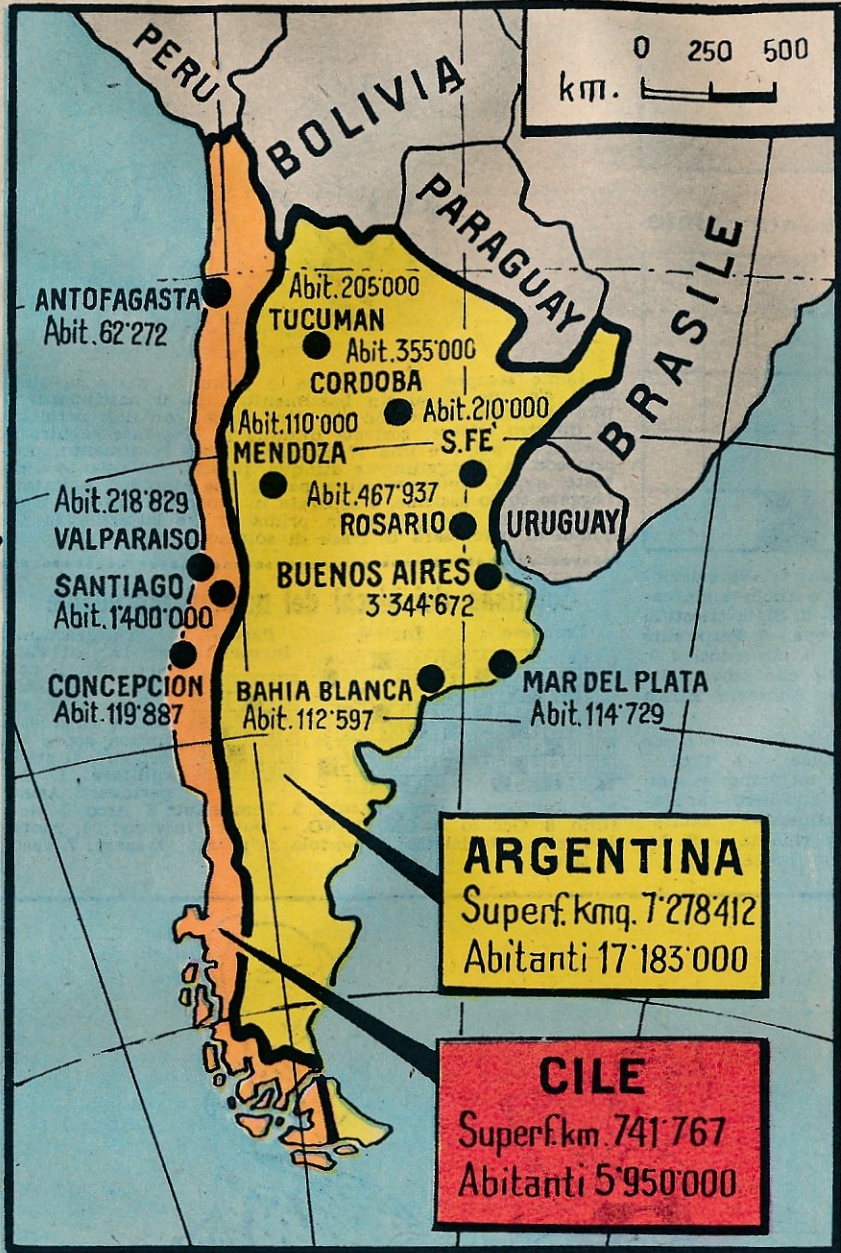 PERU
BOLIVIA
0 250 500
km.
PARAGUAY
BRASILE
ANTOFAGASTA
Abit. 62'272
Abit. 205'000
TUCUMAN
Abit. 355'000
CORDOBA
Abit. 210'000
S.FÈ
Abit. 110'000
MENDOZA
Abit. 467'937
ROSARIO
URUGUAY
Abit. 218'829
VALPARAISO
SANTIAGO
Abit. 1'400'000
BUENOS AIRES
3'344'672
CONCEPCION
Abit. 119'887
BAHIA BLANCA
Abit. 112'597
MAR DEL PLATA
Abit. 114'729
ARGENTINA
Superf. kmq. 7'278'412
Abitanti 17'183'000
CILE
Superf. km. 741'767
Abitanti 5'950'000